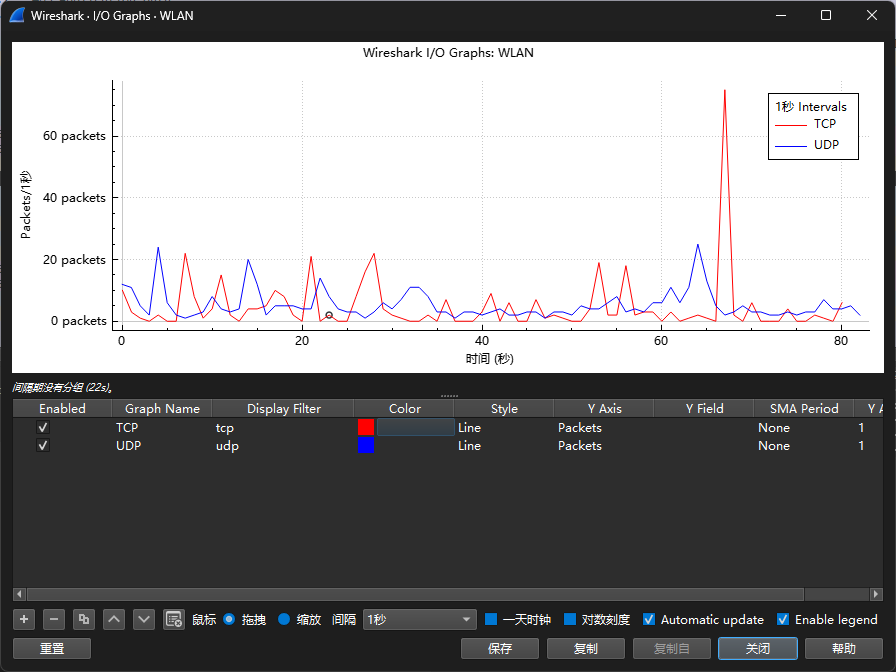 Wireshark · I/O Graphs · WLAN
Wireshark I/O Graphs: WLAN
1秒 Intervals
TCP
UDP
Packets/1秒
60 packets
40 packets
20 packets
0 packets
0 20 40 60 80
时间 (秒)
间隔期没有分组 (22s)。
Enabled Graph Name Display Filter Color Style Y Axis Y Field SMA Period Y A
TCP tcp Line Packets None 1
UDP udp Line Packets None 1
鼠标 拖拽 缩放 间隔 1秒 一天时钟 对数刻度 Automatic update Enable legend
重置 保存 复制 复制自 关闭 帮助